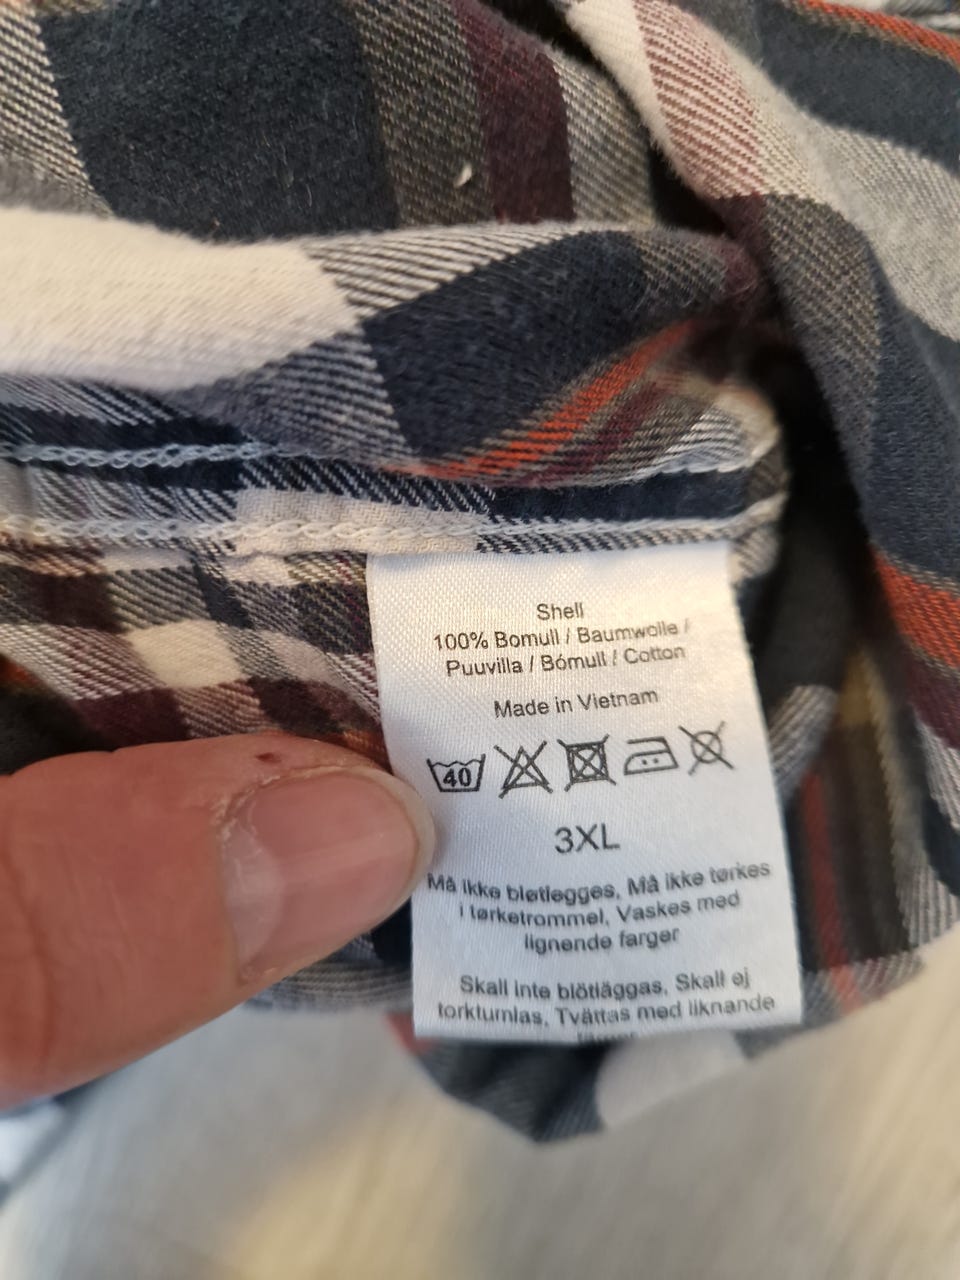 Shell
100% Bomull / Baumwolle /
Puuvilla / Bómull / Cotton
Made in Vietnam
40
3XL
Må ikke bløtlegges, Må ikke tørkes
i tørketrommel, Vaskes med
lignende farger
Skall inte blötläggas, Skall ej
torktumlas, Tvättas med liknande